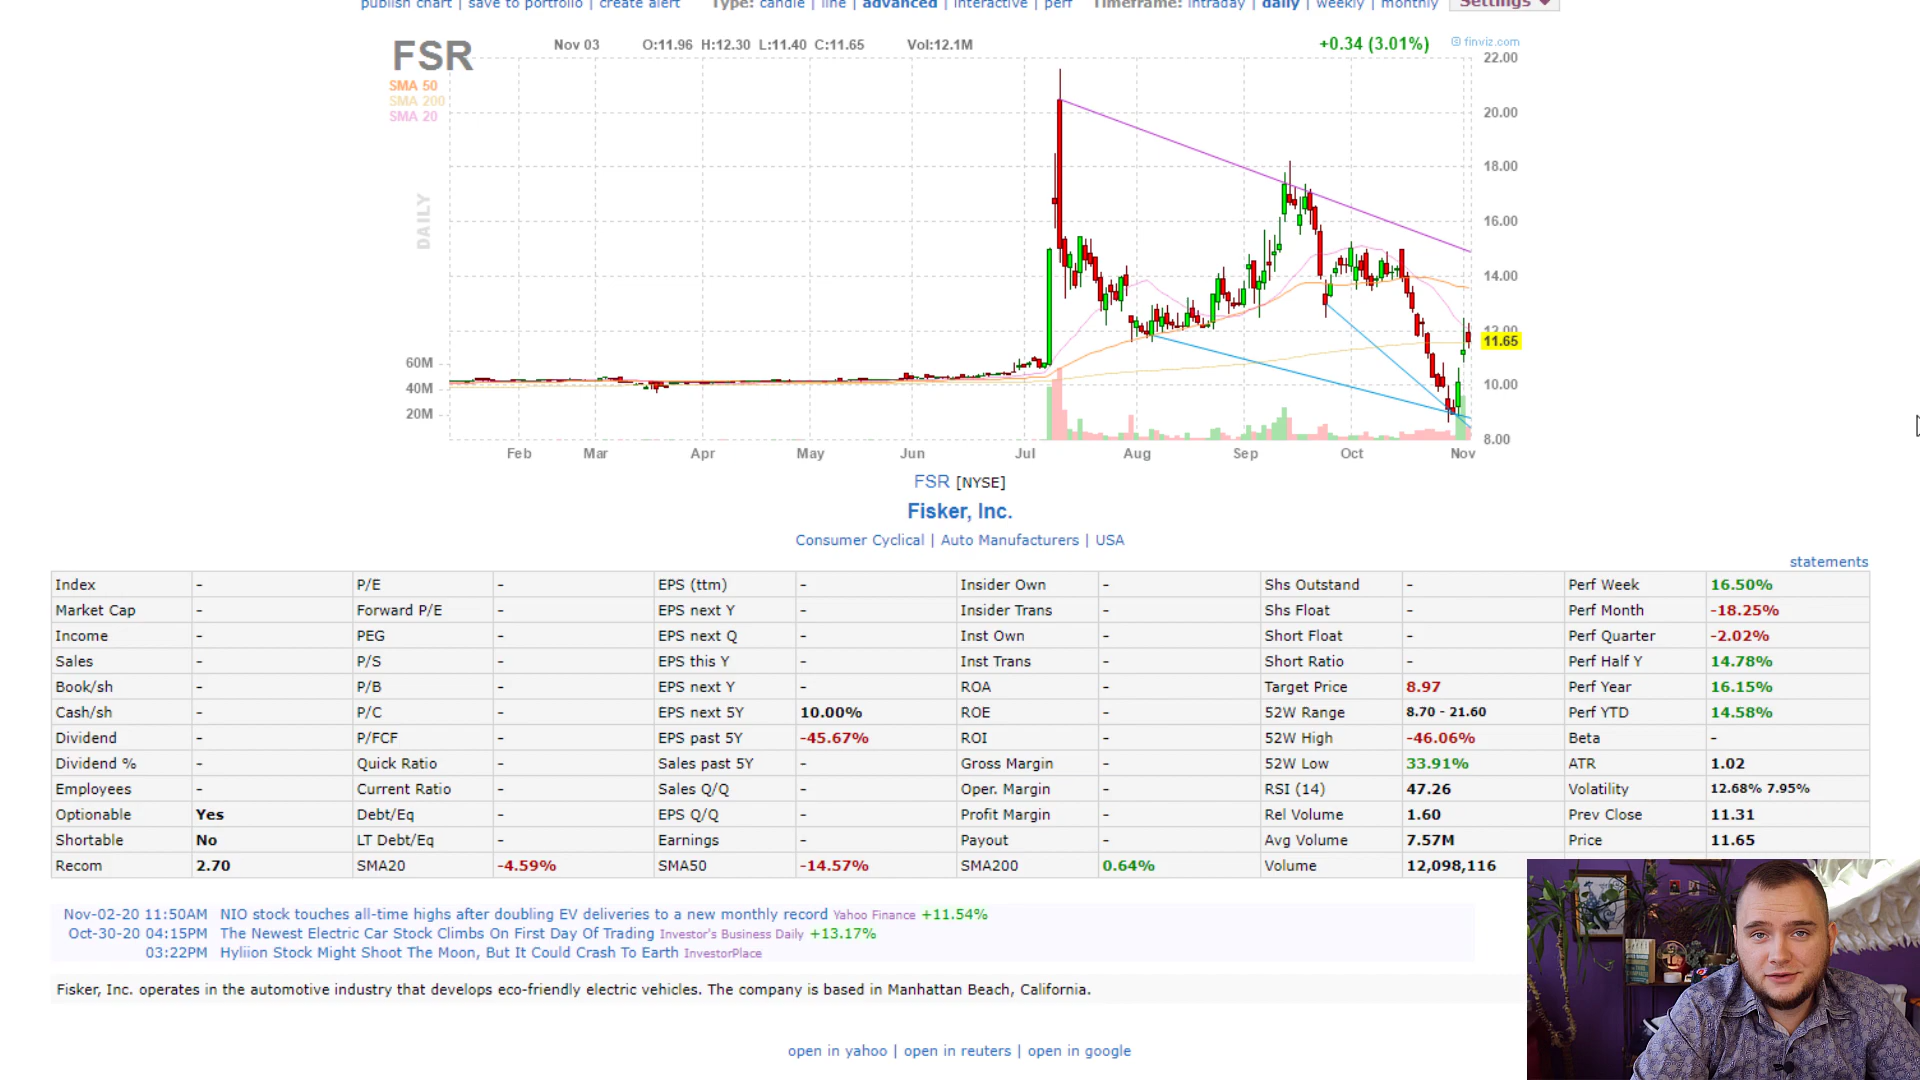 publish chart | save to portfolio | create alert Type: candle | line | advanced | interactive | perf Timeframe: intraday | daily | weekly | monthly Settings
FSR Nov 03 O:11.96 H:12.30 L:11.40 C:11.65 Vol:12.1M +0.34 (3.01%) © finviz.com
SMA 50
SMA 200
SMA 20
DAILY
22.00
20.00
18.00
16.00
14.00
12.00
11.65
10.00
8.00
60M
40M
20M
Feb Mar Apr May Jun Jul Aug Sep Oct Nov
FSR [NYSE]
Fisker, Inc.
Consumer Cyclical | Auto Manufacturers | USA
statements
Index - P/E - EPS (ttm) - Insider Own - Shs Outstand - Perf Week 16.50%
Market Cap - Forward P/E - EPS next Y - Insider Trans - Shs Float - Perf Month -18.25%
Income - PEG - EPS next Q - Inst Own - Short Float - Perf Quarter -2.02%
Sales - P/S - EPS this Y - Inst Trans - Short Ratio - Perf Half Y 14.78%
Book/sh - P/B - EPS next Y - ROA - Target Price 8.97 Perf Year 16.15%
Cash/sh - P/C - EPS next 5Y 10.00% ROE - 52W Range 8.70 - 21.60 Perf YTD 14.58%
Dividend - P/FCF - EPS past 5Y -45.67% ROI - 52W High -46.06% Beta -
Dividend % - Quick Ratio - Sales past 5Y - Gross Margin - 52W Low 33.91% ATR 1.02
Employees - Current Ratio - Sales Q/Q - Oper. Margin - RSI (14) 47.26 Volatility 12.68% 7.95%
Optionable Yes Debt/Eq - EPS Q/Q - Profit Margin - Rel Volume 1.60 Prev Close 11.31
Shortable No LT Debt/Eq - Earnings - Payout - Avg Volume 7.57M Price 11.65
Recom 2.70 SMA20 -4.59% SMA50 -14.57% SMA200 0.64% Volume 12,098,116
Nov-02-20 11:50AM NIO stock touches all-time highs after doubling EV deliveries to a new monthly record Yahoo Finance +11.54%
Oct-30-20 04:15PM The Newest Electric Car Stock Climbs On First Day Of Trading Investor's Business Daily +13.17%
03:22PM Hyliion Stock Might Shoot The Moon, But It Could Crash To Earth InvestorPlace
Fisker, Inc. operates in the automotive industry that develops eco-friendly electric vehicles. The company is based in Manhattan Beach, California.
open in yahoo | open in reuters | open in google